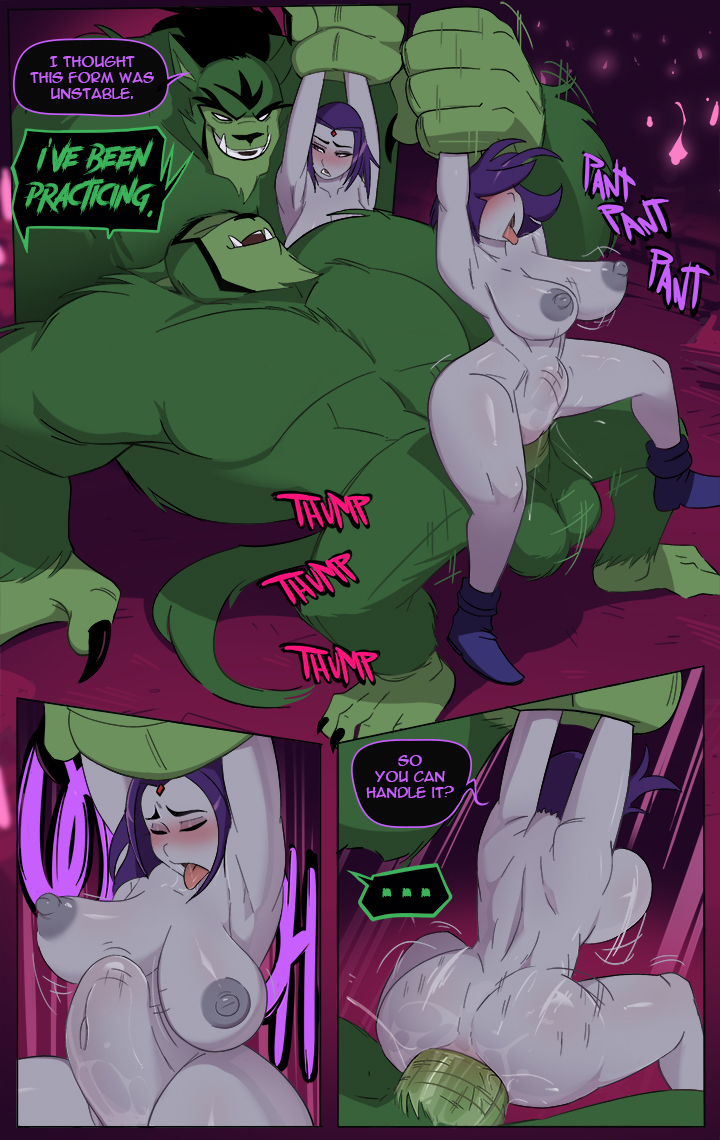 I THOUGHT
THIS FORM WAS
UNSTABLE.
I'VE BEEN
PRACTICING.
PANT
PANT
PANT
THUMP
THUMP
THUMP
SO
YOU CAN
HANDLE IT?
...